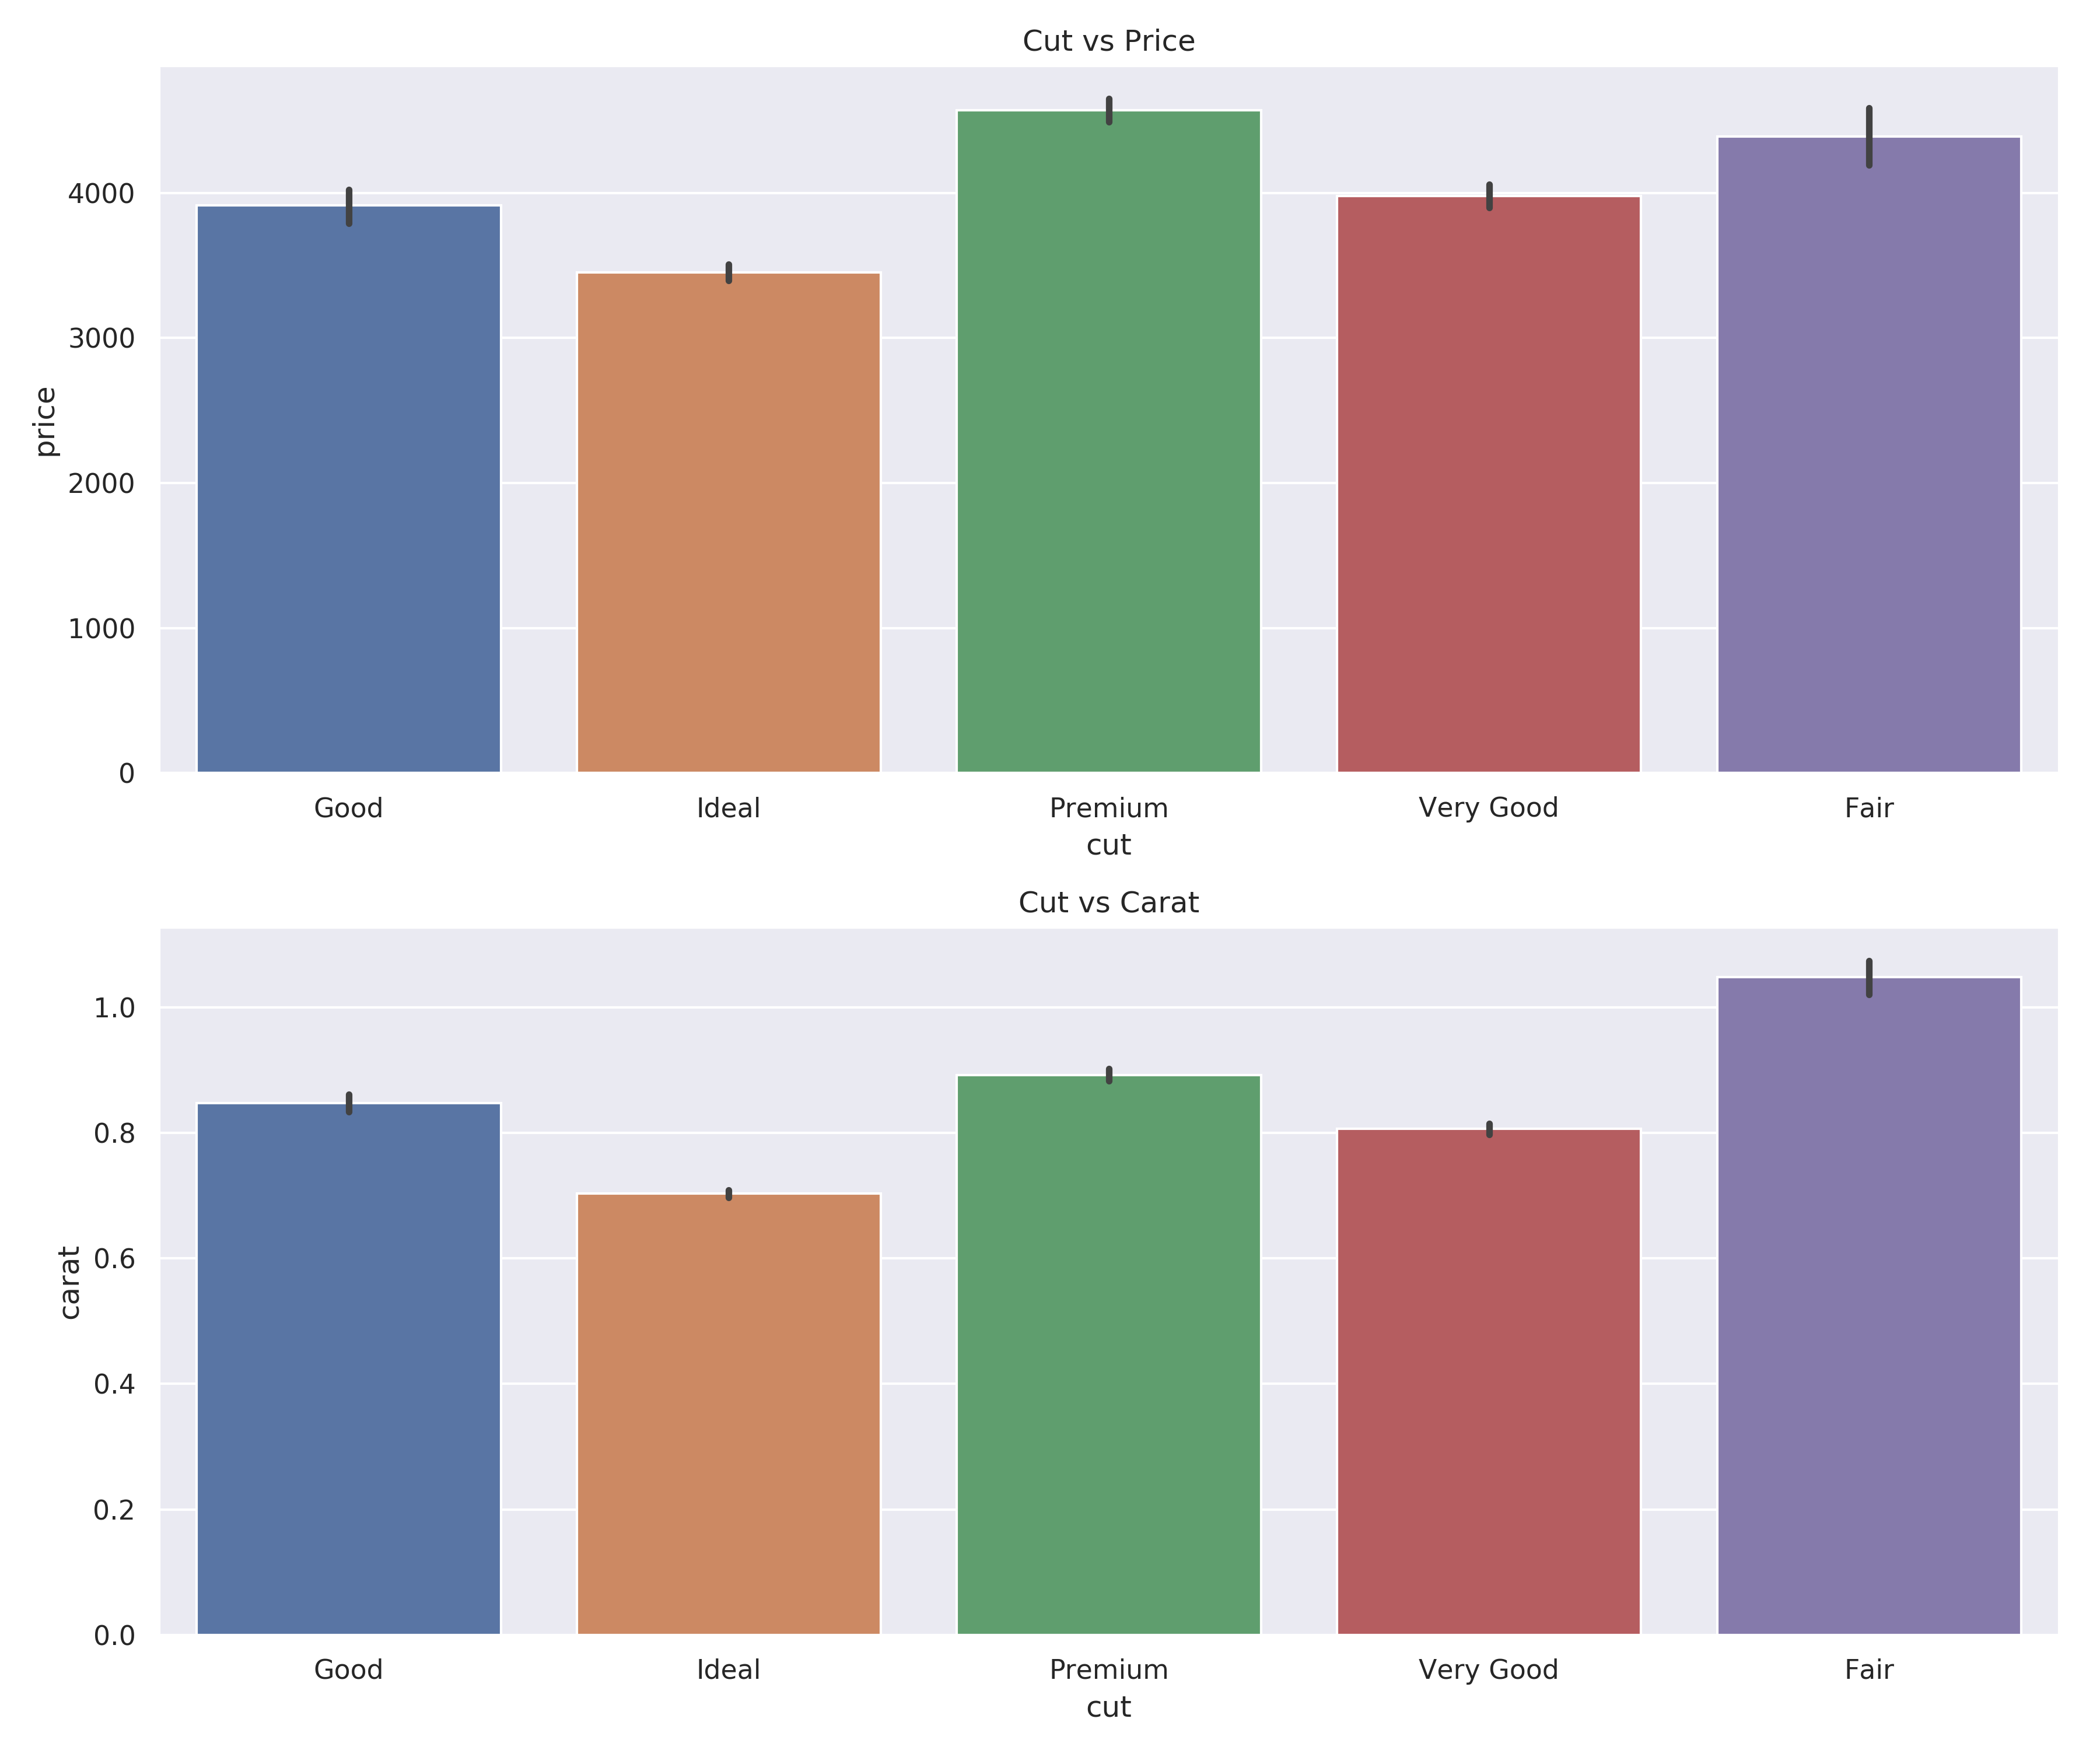 Cut vs Price
4000
3000
2000
1000
0
price
Good Ideal Premium Very Good Fair
cut
Cut vs Carat
1.0
0.8
0.6
0.4
0.2
0.0
carat
Good Ideal Premium Very Good Fair
cut